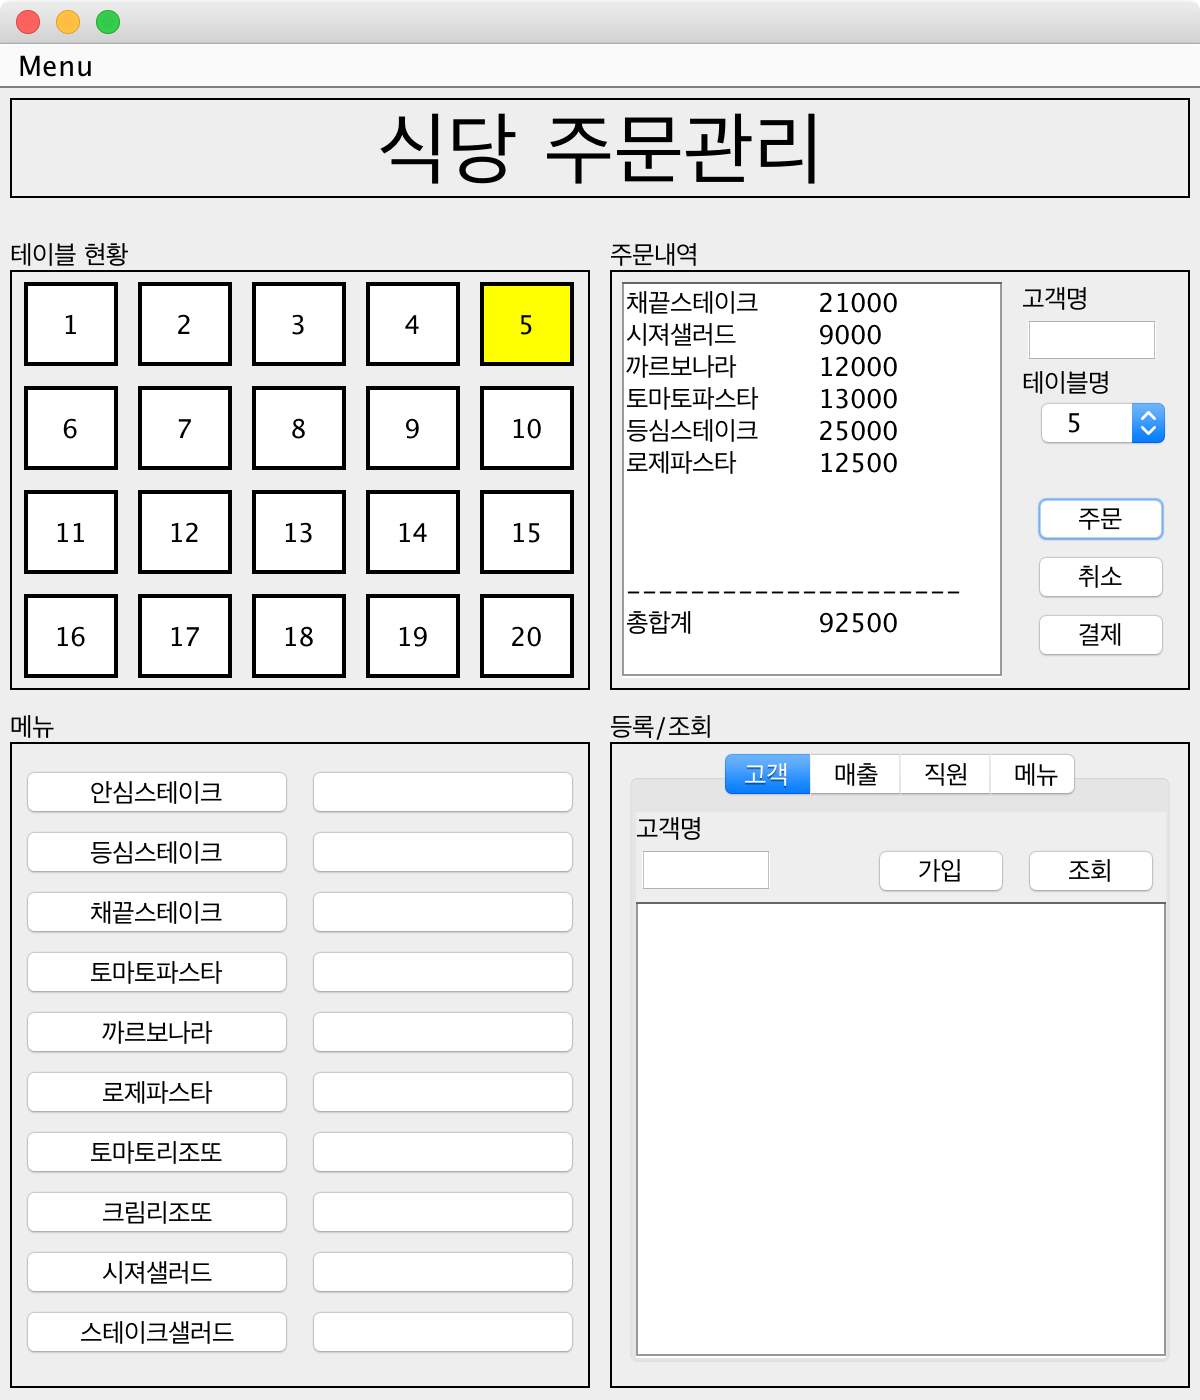 Menu
식당 주문관리
테이블 현황
1 2 3 4 5
6 7 8 9 10
11 12 13 14 15
16 17 18 19 20
주문내역
채끝스테이크 21000
시져샐러드 9000
까르보나라 12000
토마토파스타 13000
등심스테이크 25000
로제파스타 12500
---------------------
총합계 92500
고객명
테이블명
5
주문
취소
결제
메뉴
안심스테이크
등심스테이크
채끝스테이크
토마토파스타
까르보나라
로제파스타
토마토리조또
크림리조또
시져샐러드
스테이크샐러드
등록/조회
고객 매출 직원 메뉴
고객명
가입 조회